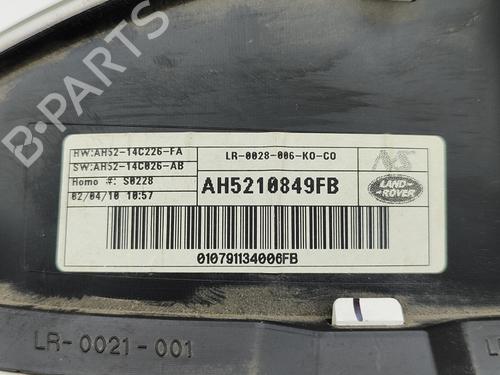 B-Parts
HW:AH52-14C226-FA
SW:AH52-14C026-AB
Homo #: S0228
02/04/10 10:57
LR-0028-006-KO-CO
AH5210849FB
LAND-
ROVER
010791134006FB
LR-0021-001